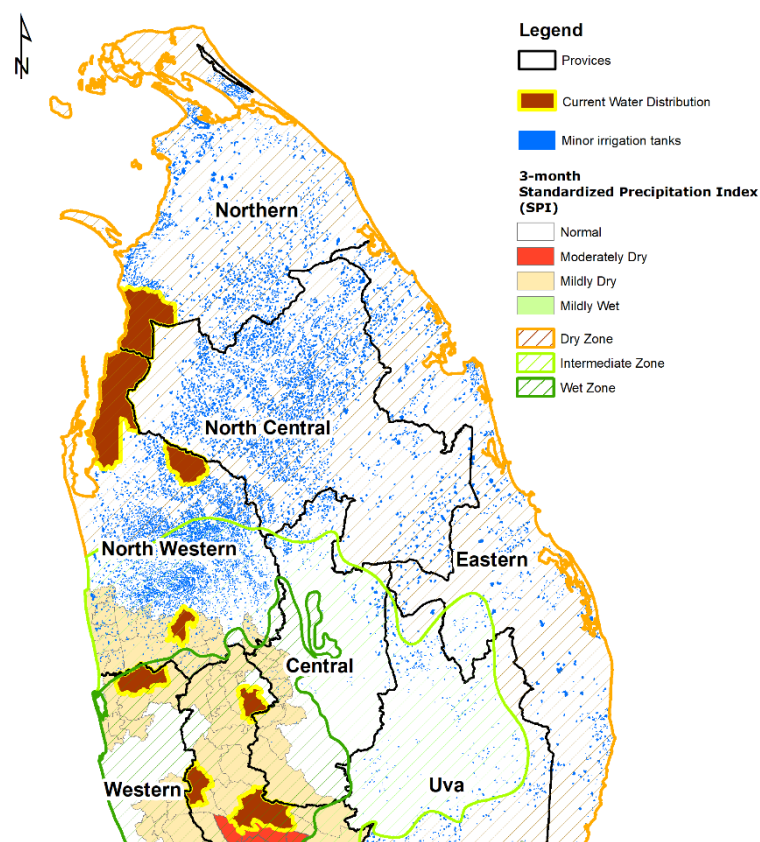 N
Legend
Provices
Current Water Distribution
Minor irrigation tanks
3-month
Standardized Precipitation Index
(SPI)
Normal
Moderately Dry
Mildly Dry
Mildly Wet
Dry Zone
Intermediate Zone
Wet Zone
Northern
North Central
North Western
Eastern
Central
Western
Uva